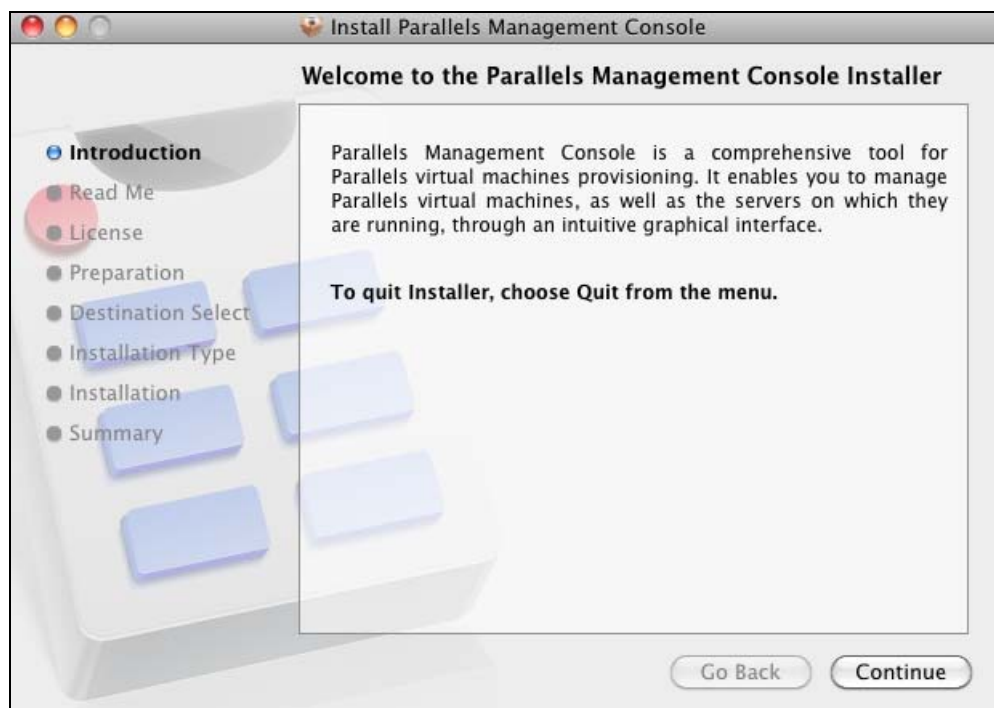 Install Parallels Management Console
Welcome to the Parallels Management Console Installer
Introduction
Read Me
License
Preparation
Destination Select
Installation Type
Installation
Summary
Parallels Management Console is a comprehensive tool for
Parallels virtual machines provisioning. It enables you to manage
Parallels virtual machines, as well as the servers on which they
are running, through an intuitive graphical interface.
To quit Installer, choose Quit from the menu.
Go Back
Continue